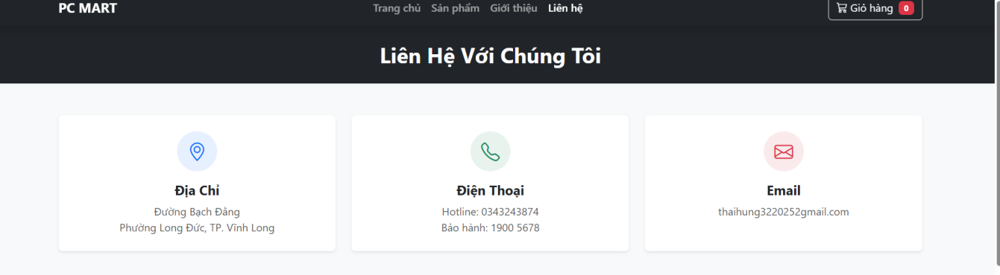 PC MART
Trang chủ Sản phẩm Giới thiệu Liên hệ
Giỏ hàng 0
Liên Hệ Với Chúng Tôi
Địa Chỉ
Đường Bạch Đằng
Phường Long Đức, TP. Vĩnh Long
Điện Thoại
Hotline: 0343243874
Bảo hành: 1900 5678
Email
thaihung3220252gmail.com